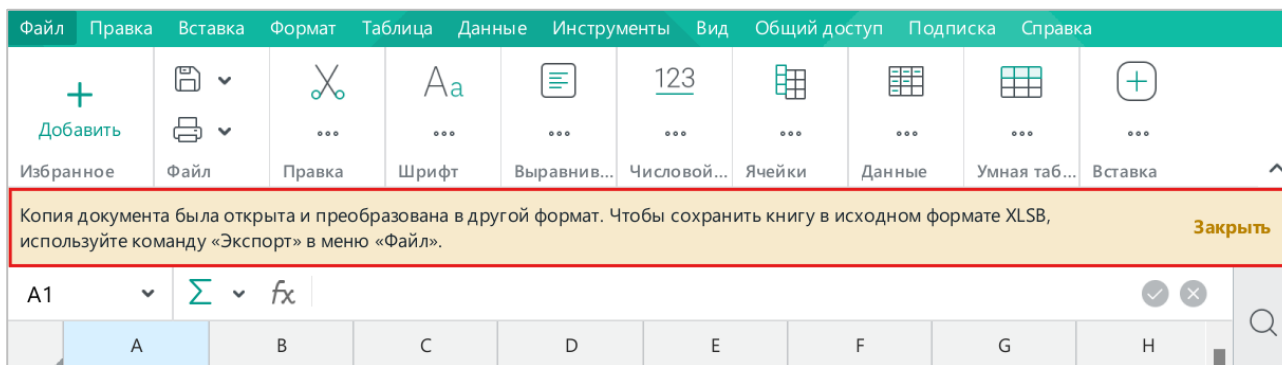 Файл Правка Вставка Формат Таблица Данные Инструменты Вид Общий доступ Подписка Справка
Aa 123
Добавить
Избранное Файл Правка Шрифт Выравнив... Числовой... Ячейки Данные Умная таб... Вставка
Копия документа была открыта и преобразована в другой формат. Чтобы сохранить книгу в исходном формате XLSB,
используйте команду «Экспорт» в меню «Файл».
Закрыть
A1 Σ fx
A B C D E F G H